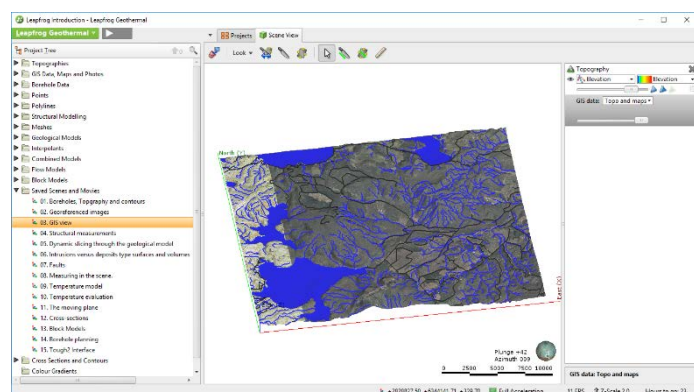 Leapfrog Introduction - Leapfrog Geothermal
Leapfrog Geothermal
Projects
Scene View
Project Tree
Look
Topographies
GIS Data, Maps and Photos
Borehole Data
Points
Polylines
Structural Modelling
Meshes
Geological Models
Interpolants
Combined Models
Flow Models
Block Models
Saved Scenes and Movies
01. Boreholes, Topography and contours
02. Georeferenced images
03. GIS view
04. Structural measurements
05. Dynamic slicing through the geological model
06. Intrusions versus deposits type surfaces and volumes
07. Faults
08. Measuring in the scene
09. Temperature model
10. Temperature evaluation
11. The moving plane
12. Cross-sections
13. Block Models
14. Borehole planning
15. Tough2 Interface
Cross Sections and Contours
Colour Gradients
North (Y)
East (X)
Plunge +42
Azimuth 009
0 2500 5000 7500 10000
Topography
Elevation
Elevation
GIS data: Topo and maps
GIS data: Topo and maps
Full Acceleration
Z-Scale 2.0